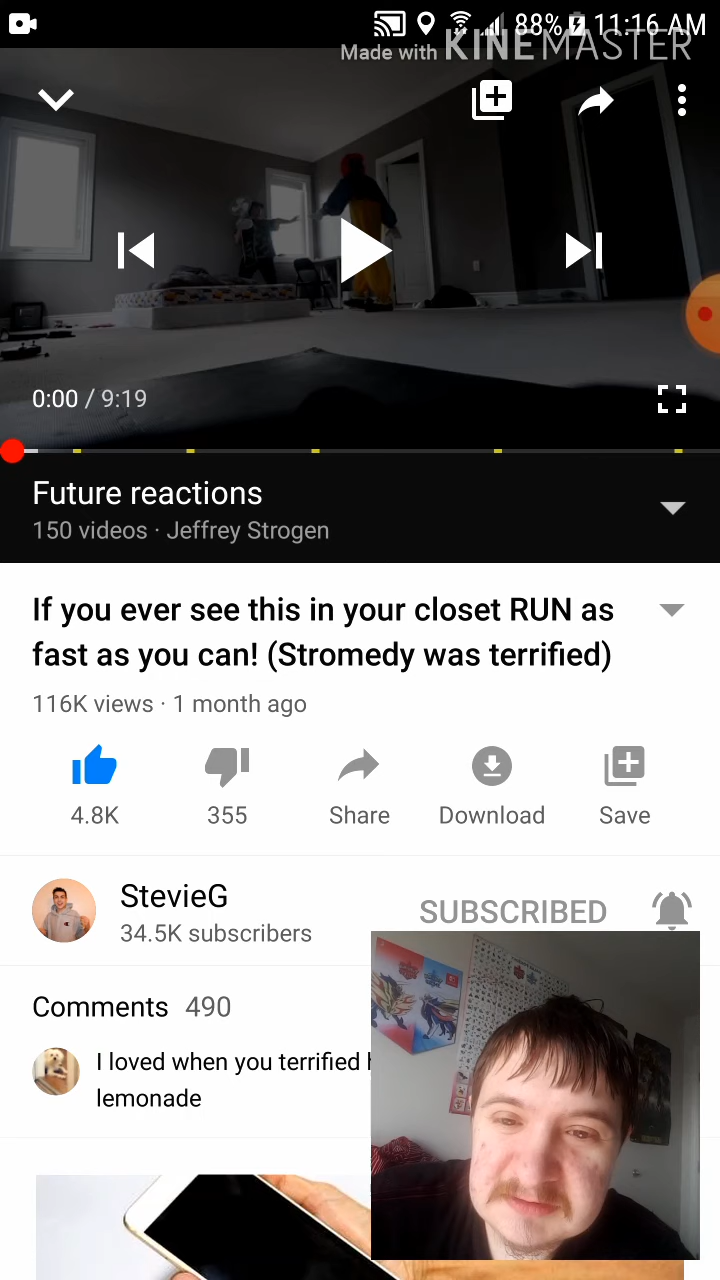 88% 11:16 AM
Made with KINEMASTER
0:00 / 9:19
Future reactions
150 videos · Jeffrey Strogen
If you ever see this in your closet RUN as
fast as you can! (Stromedy was terrified)
116K views · 1 month ago
4.8K 355 Share Download Save
StevieG
34.5K subscribers
SUBSCRIBED
Comments 490
I loved when you terrified
lemonade